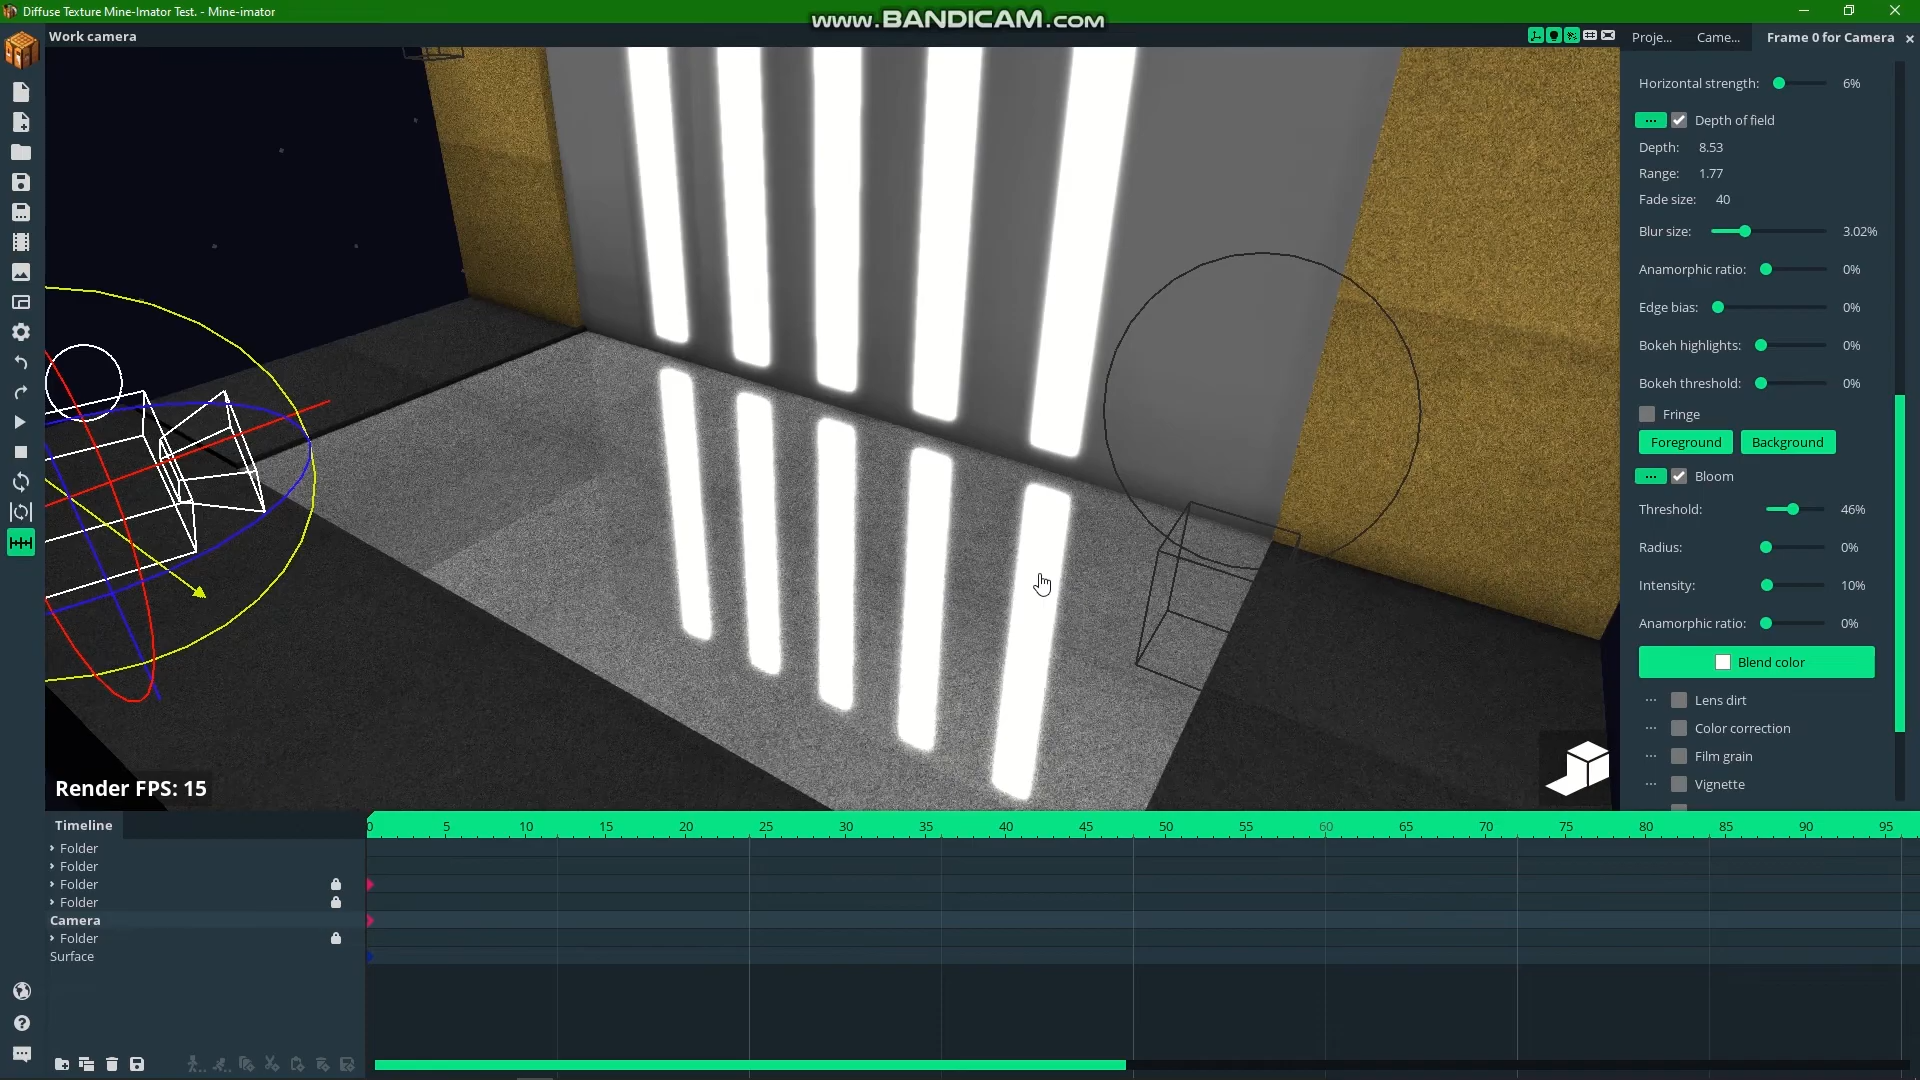 Diffuse Texture Mine-Imator Test. - Mine-imator
www.BANDICAM.com
Work camera
Proje...
Came...
Frame 0 for Camera
Horizontal strength: 6%
Depth of field
Depth: 8.53
Range: 1.77
Fade size: 40
Blur size: 3.02%
Anamorphic ratio: 0%
Edge bias: 0%
Bokeh highlights: 0%
Bokeh threshold: 0%
Fringe
Foreground Background
Bloom
Threshold: 46%
Radius: 0%
Intensity: 10%
Anamorphic ratio: 0%
Blend color
Lens dirt
Color correction
Film grain
Vignette
Render FPS: 15
Timeline
0 5 10 15 20 25 30 35 40 45 50 55 60 65 70 75 80 85 90 95
Folder
Folder
Folder
Folder
Camera
Folder
Surface